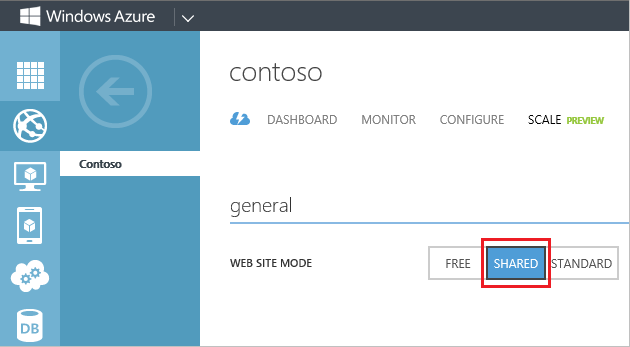 Windows Azure
contoso
DASHBOARD MONITOR CONFIGURE SCALE PREVIEW
Contoso
general
WEB SITE MODE FREE SHARED STANDARD
DB